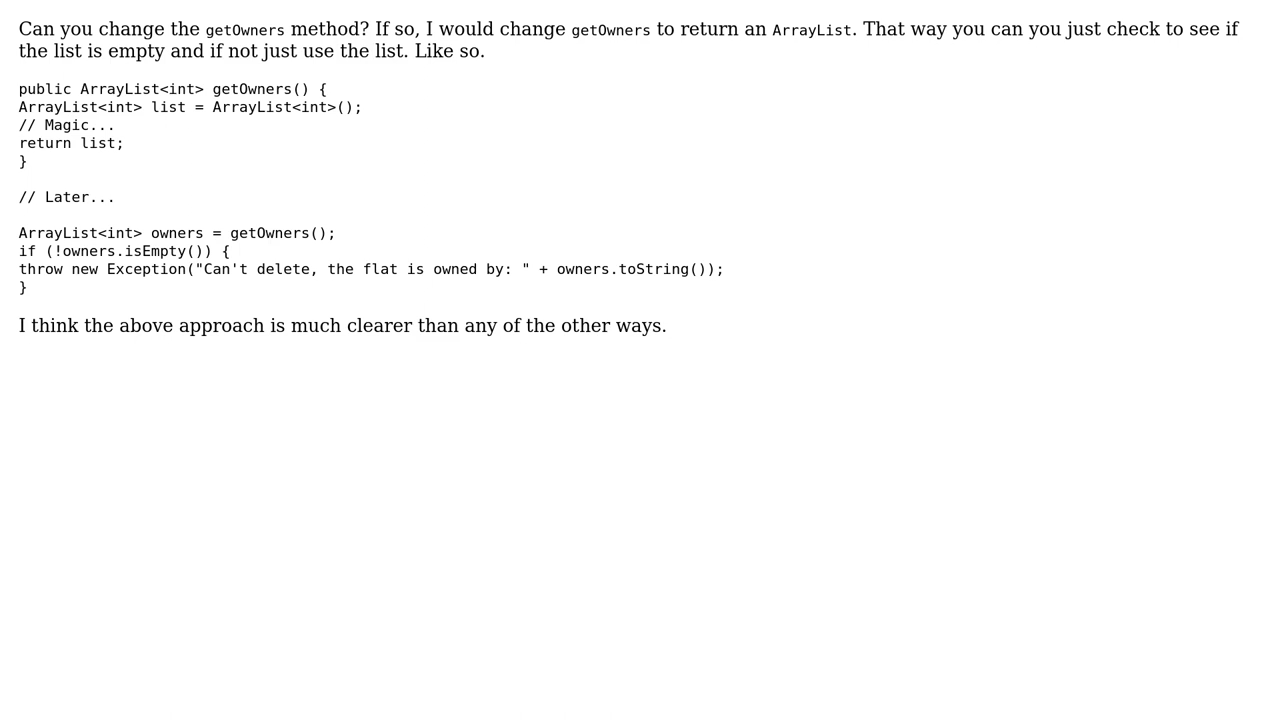 Can you change the getOwners method? If so, I would change getOwners to return an ArrayList. That way you can you just check to see if
the list is empty and if not just use the list. Like so.
public ArrayList<int> getOwners() {
ArrayList<int> list = ArrayList<int>();
// Magic...
return list;
}
// Later...
ArrayList<int> owners = getOwners();
if (!owners.isEmpty()) {
throw new Exception("Can't delete, the flat is owned by: " + owners.toString());
}
I think the above approach is much clearer than any of the other ways.